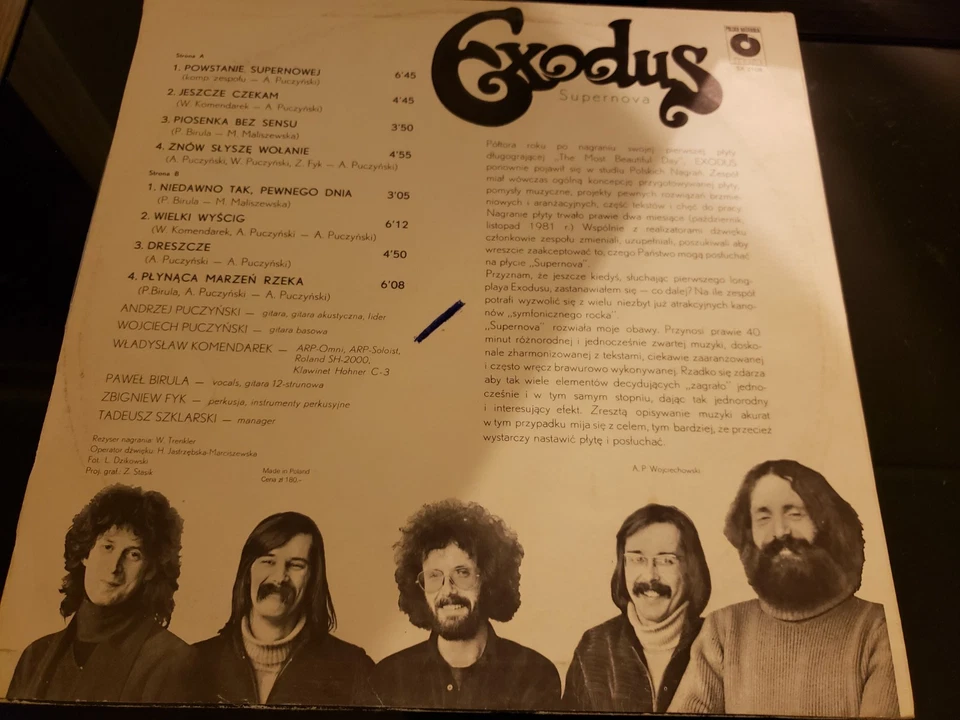 Exodus
Supernova
POLSKIE NAGRANIA
Strona A
1. POWSTANIE SUPERNOWEJ 6'45
(komp. zespołu — A. Puczyński)
2. JESZCZE CZEKAM 4'45
(W. Komendarek — A. Puczyński)
3. PIOSENKA BEZ SENSU 3'50
(P. Birula — M. Maliszewska)
4. ZNÓW SŁYSZĘ WOŁANIE 4'55
(A. Puczyński, W. Puczyński, Z. Fyk — A. Puczyński)
Strona B
1. NIEDAWNO TAK, PEWNEGO DNIA 3'05
(P. Birula — M. Maliszewska)
2. WIELKI WYŚCIG 6'12
(W. Komendarek, A. Puczyński — A. Puczyński)
3. DRESZCZE 4'50
(A. Puczyński — A. Puczyński)
4. PŁYNĄCA MARZEŃ RZEKA 6'08
(P.Birula, A. Puczyński — A. Puczyński)
ANDRZEJ PUCZYŃSKI — gitara, gitara akustyczna, lider
WOJCIECH PUCZYŃSKI — gitara basowa
WŁADYSŁAW KOMENDAREK — ARP-Omni, ARP-Soloist,
Roland SH-2000,
Klawinet Hohner C-3
PAWEŁ BIRULA — vocals, gitara 12-strunowa
ZBIGNIEW FYK — perkusja, instrumenty perkusyjne
TADEUSZ SZKLARSKI — manager
Reżyser nagrania: W. Trenkler
Operator dźwięku: H. Jastrzębska-Marciszewska
Fot.: L. Dzikowski
Proj. graf.: Z. Stasik
Made in Poland
Cena zł 180,-
Półtora roku po nagraniu swojej pierwszej płyty
długogrającej „The Most Beautiful Day", EXODUS
ponownie pojawił się w studiu Polskich Nagrań. Zespół
miał wówczas ogólną koncepcję przygotowywanej płyty,
pomysły muzyczne, projekty pewnych rozwiązań brzmie-
niowych i aranżacyjnych, część tekstów i chęć do pracy.
Nagranie płyty trwało prawie dwa miesiące (październik,
listopad 1981 r.) Wspólnie z realizatorami dźwięku
członkowie zespołu zmieniali, uzupełniali, poszukiwali aby
wreszcie zaakceptować to, czego Państwo mogą posłuchać
na płycie „Supernova".
Przyznam, że jeszcze kiedyś, słuchając pierwszego long-
playa Exodusu, zastanawiałem się — co dalej? Na ile zespół
potrafi wyzwolić się z wielu niezbyt już atrakcyjnych kano-
nów „symfonicznego rocka".
„Supernova" rozwiała moje obawy. Przynosi prawie 40
minut różnorodnej i jednocześnie zwartej muzyki, dosko-
nale zharmonizowanej z tekstami, ciekawie zaaranżowanej
i często wręcz brawurowo wykonywanej. Rzadko się zdarza
aby tak wiele elementów decydujących „zagrało" jedno-
cześnie i w tym samym stopniu, dając tak jednorodny
i interesujący efekt. Zresztą opisywanie muzyki akurat
w tym przypadku mija się z celem, tym bardziej, że przecież
wystarczy nastawić płytę i posłuchać.
A. P. Wojciechowski